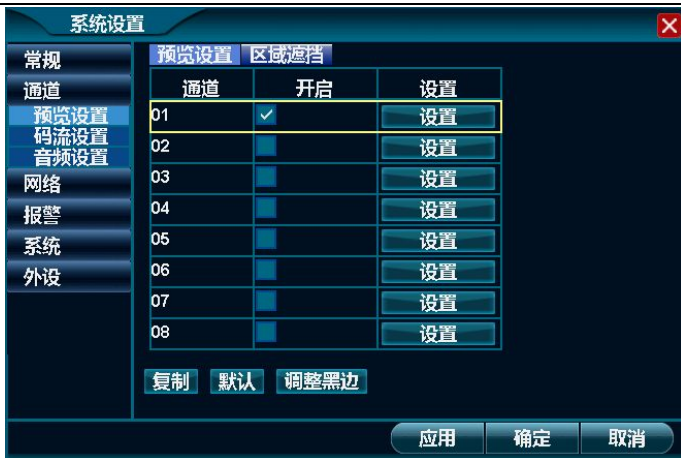 系统设置
常规
通道
预览设置
码流设置
音频设置
网络
报警
系统
外设
预览设置 区域遮挡
通道 开启 设置
01 设置
02 设置
03 设置
04 设置
05 设置
06 设置
07 设置
08 设置
复制 默认 调整黑边
应用 确定 取消